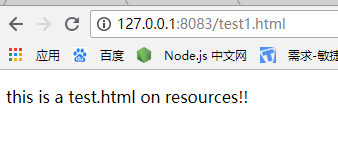 127.0.0.1:8083/test1.html
应用 百度 Node.js 中文网 需求-敏捷
this is a test.html on resources!!